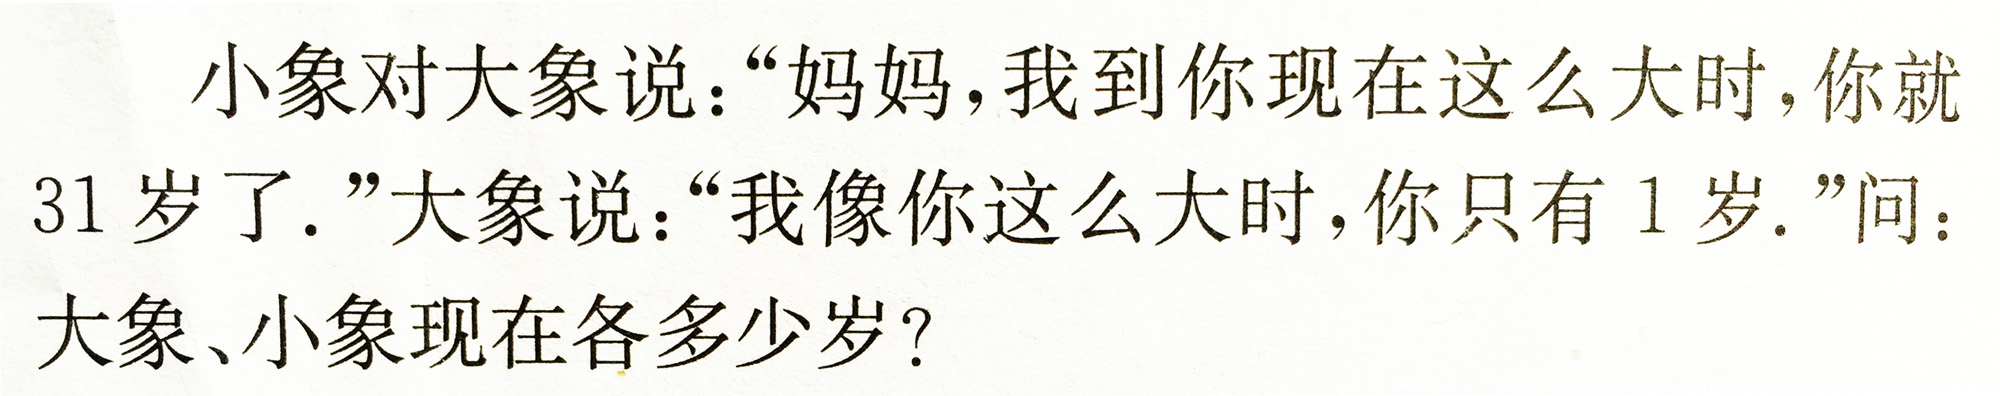 小象对大象说：“妈妈，我到你现在这么大时，你就
31 岁了．”大象说：“我像你这么大时，你只有 1 岁．”问：
大象、小象现在各多少岁？